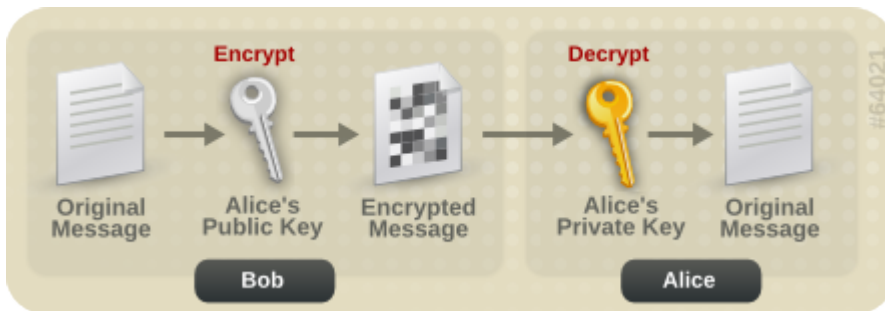 Encrypt
Decrypt
Original
Message
Alice's
Public Key
Encrypted
Message
Alice's
Private Key
Original
Message
Bob
Alice
#64021